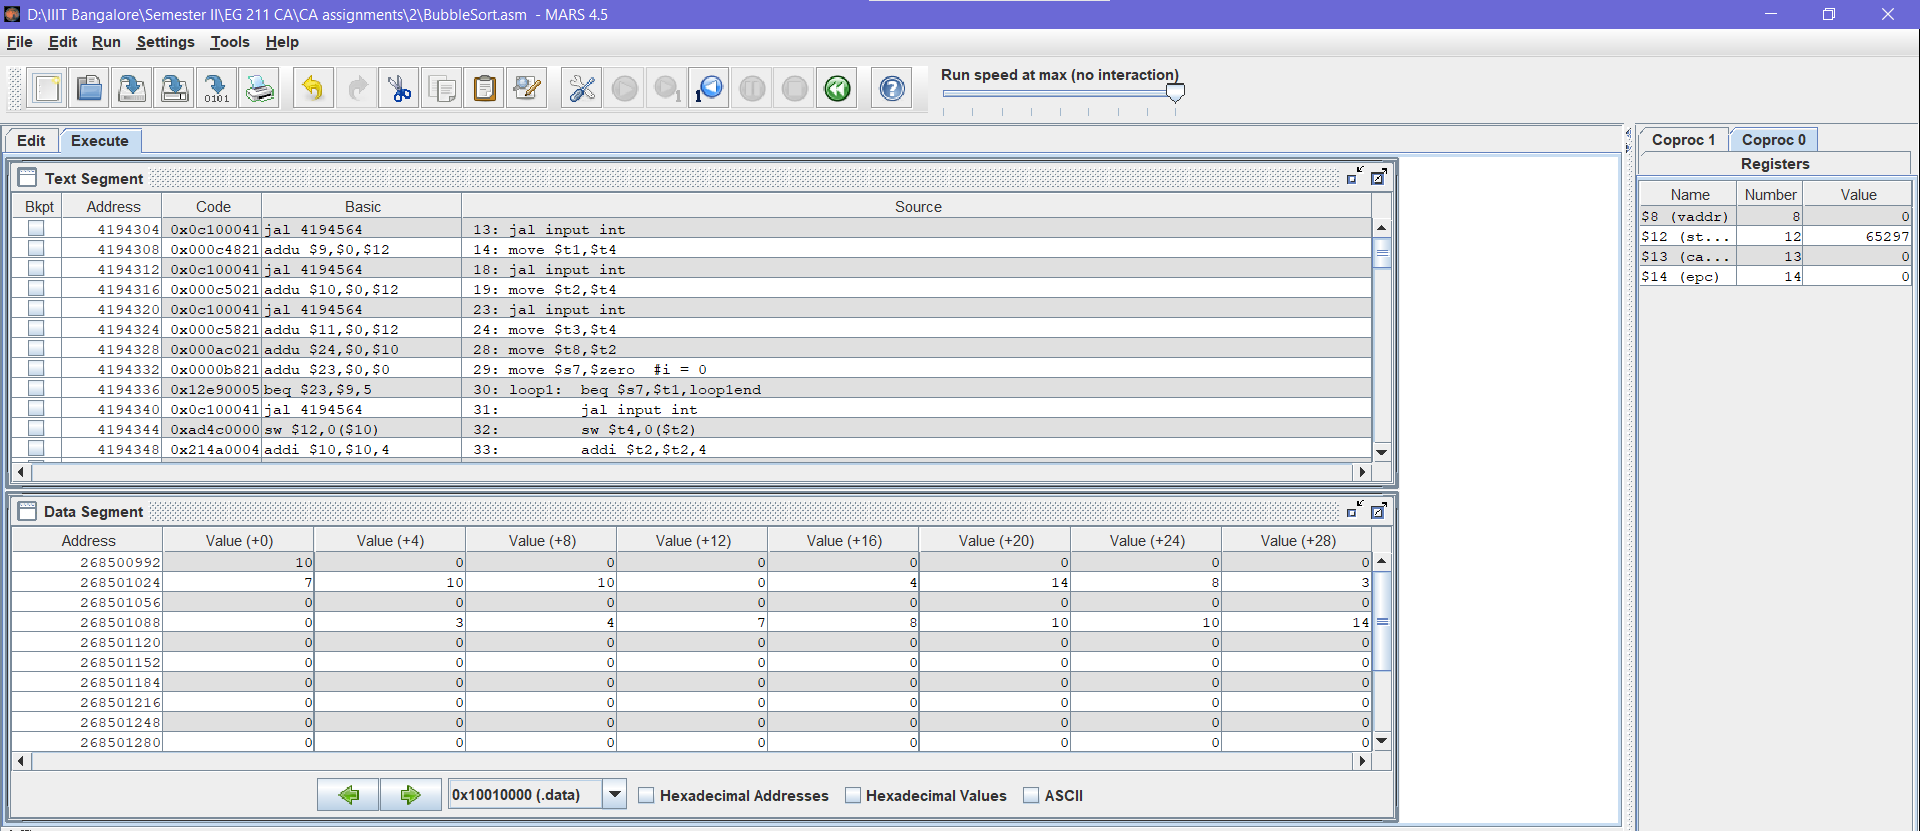 D:\IIIT Bangalore\Semester II\EG 211 CA\CA assignments\2\BubbleSort.asm - MARS 4.5
File Edit Run Settings Tools Help
Run speed at max (no interaction)
Edit Execute
Text Segment
Bkpt Address Code Basic Source
4194304 0x0c100041 jal 4194564 13: jal input int
4194308 0x000c4821 addu $9,$0,$12 14: move $t1,$t4
4194312 0x0c100041 jal 4194564 18: jal input int
4194316 0x000c5021 addu $10,$0,$12 19: move $t2,$t4
4194320 0x0c100041 jal 4194564 23: jal input int
4194324 0x000c5821 addu $11,$0,$12 24: move $t3,$t4
4194328 0x000ac021 addu $24,$0,$10 28: move $t8,$t2
4194332 0x0000b821 addu $23,$0,$0 29: move $s7,$zero #i = 0
4194336 0x12e90005 beq $23,$9,5 30: loop1: beq $s7,$t1,loop1end
4194340 0x0c100041 jal 4194564 31: jal input int
4194344 0xad4c0000 sw $12,0($10) 32: sw $t4,0($t2)
4194348 0x214a0004 addi $10,$10,4 33: addi $t2,$t2,4
Data Segment
Address Value (+0) Value (+4) Value (+8) Value (+12) Value (+16) Value (+20) Value (+24) Value (+28)
268500992 10 0 0 0 0 0 0 0
268501024 7 10 10 0 4 14 8 3
268501056 0 0 0 0 0 0 0 0
268501088 0 3 4 7 8 10 10 14
268501120 0 0 0 0 0 0 0 0
268501152 0 0 0 0 0 0 0 0
268501184 0 0 0 0 0 0 0 0
268501216 0 0 0 0 0 0 0 0
268501248 0 0 0 0 0 0 0 0
268501280 0 0 0 0 0 0 0 0
0x10010000 (.data) Hexadecimal Addresses Hexadecimal Values ASCII
Coproc 1 Coproc 0
Registers
Name Number Value
$8 (vaddr) 8 0
$12 (st... 12 65297
$13 (ca... 13 0
$14 (epc) 14 0